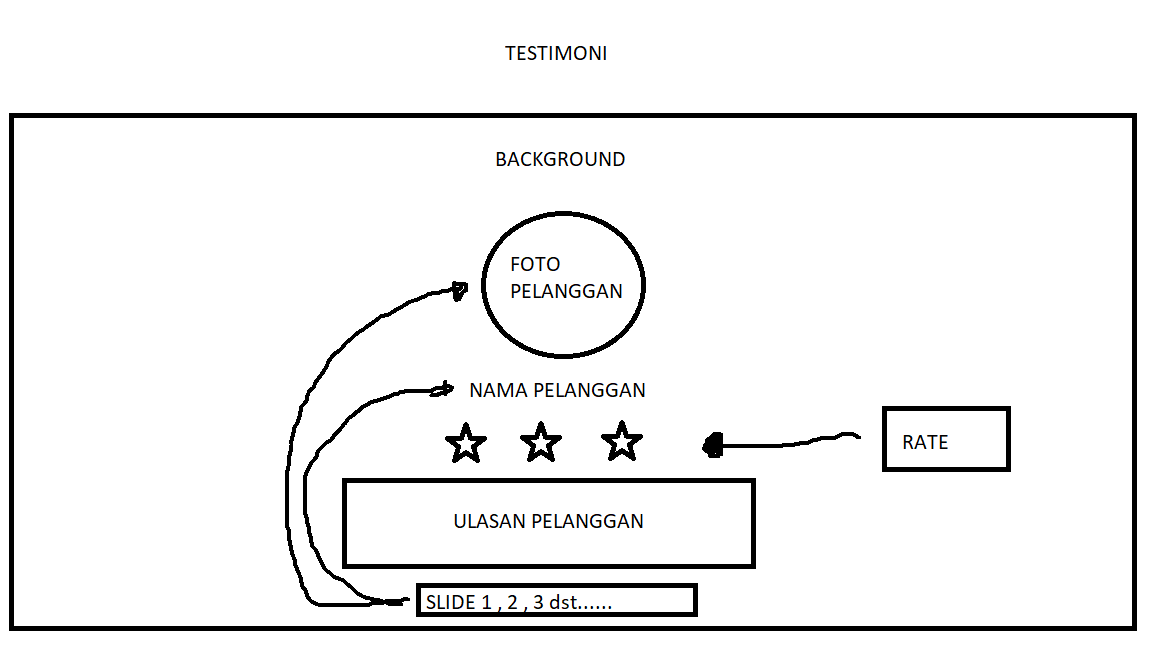 TESTIMONI
BACKGROUND
FOTO
PELANGGAN
NAMA PELANGGAN
RATE
ULASAN PELANGGAN
SLIDE 1 , 2 , 3 dst......